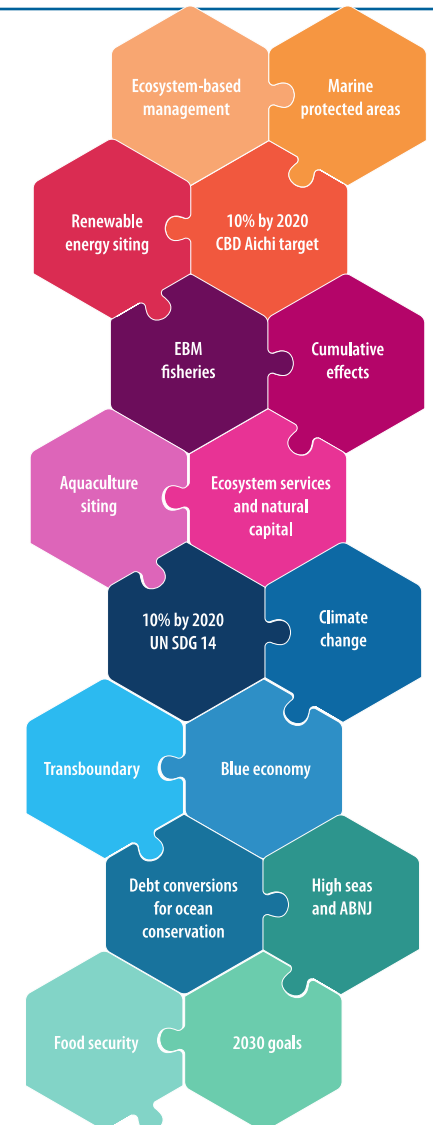 Ecosystem-based
management
Marine
protected areas
Renewable
energy siting
10% by 2020
CBD Aichi target
EBM
fisheries
Cumulative
effects
Aquaculture
siting
Ecosystem services
and natural
capital
10% by 2020
UN SDG 14
Climate
change
Transboundary
Blue economy
Debt conversions
for ocean
conservation
High seas
and ABNJ
Food security
2030 goals